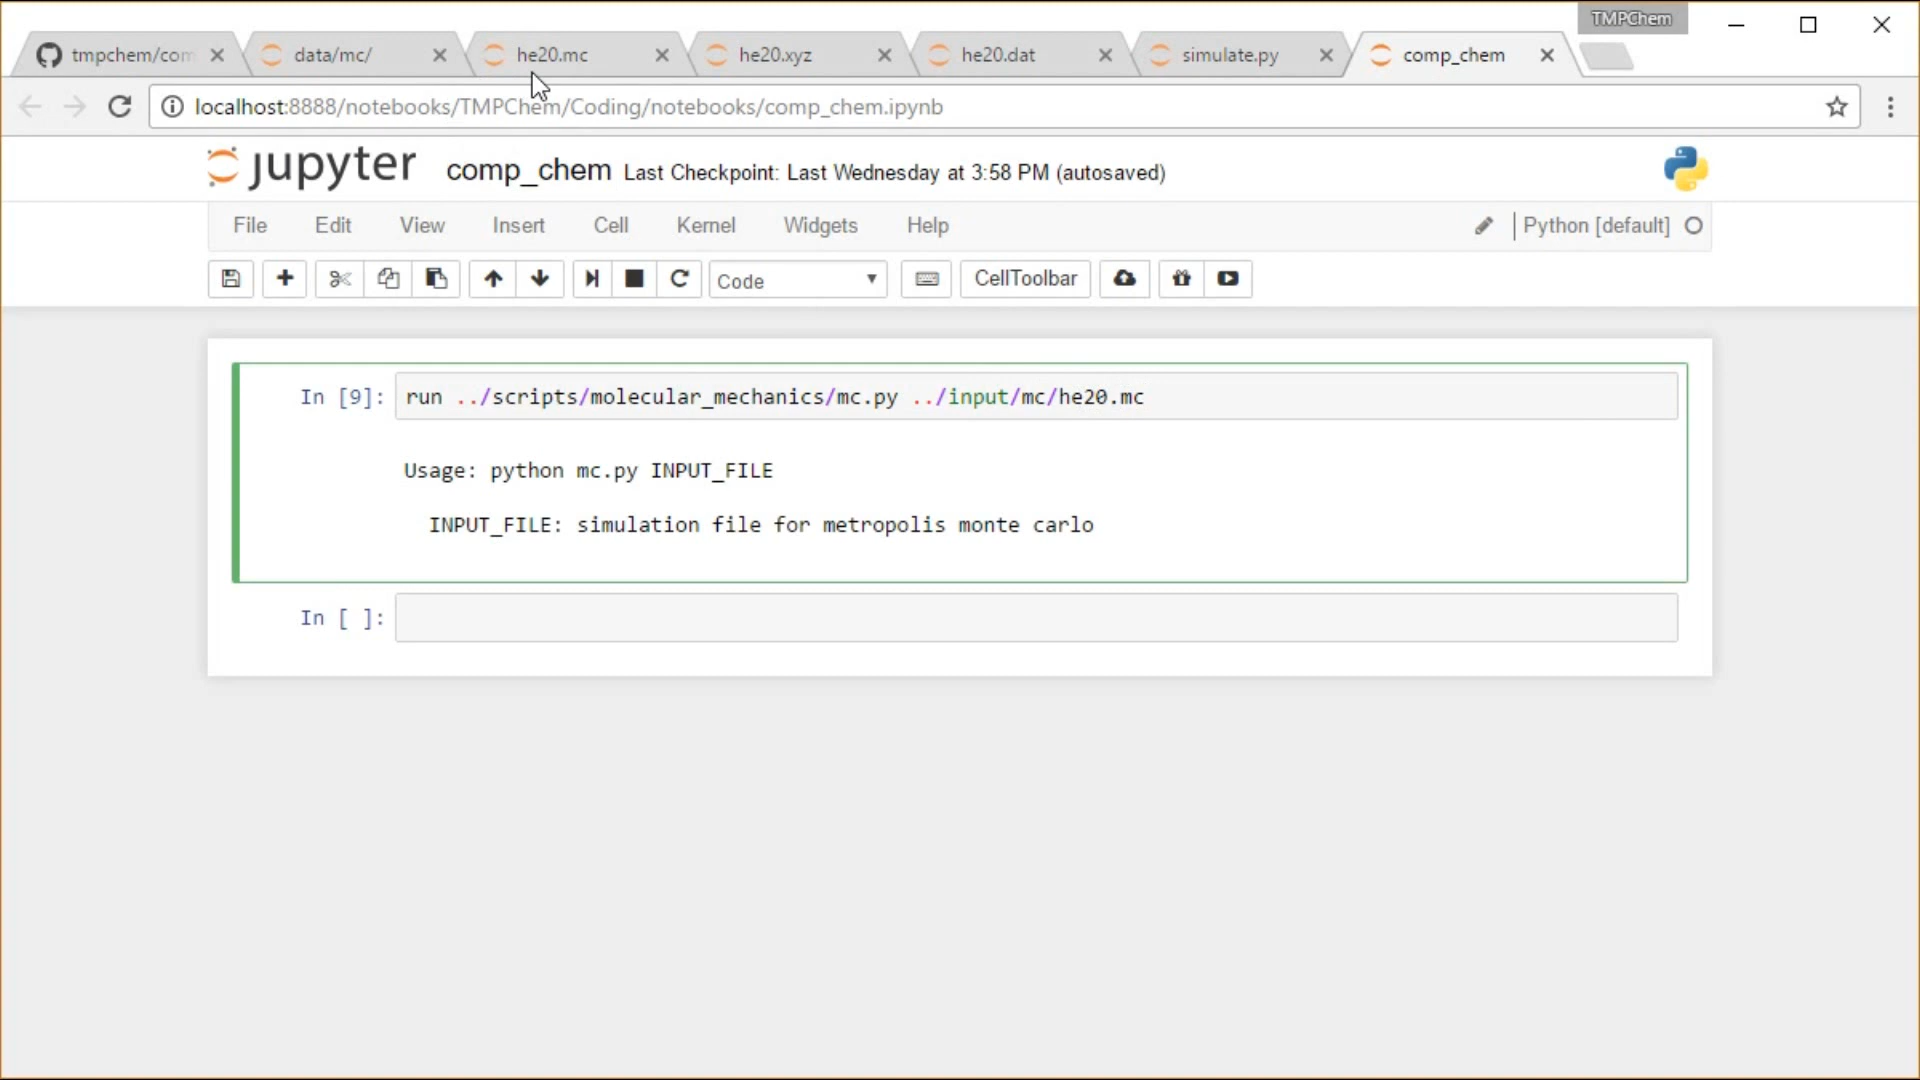 TMPChem
tmpchem/com
data/mc/
he20.mc
he20.xyz
he20.dat
simulate.py
comp_chem
localhost:8888/notebooks/TMPChem/Coding/notebooks/comp_chem.ipynb
jupyter comp_chem Last Checkpoint: Last Wednesday at 3:58 PM (autosaved)
File Edit View Insert Cell Kernel Widgets Help Python [default]
Code CellToolbar
In [9]: run ../scripts/molecular_mechanics/mc.py ../input/mc/he20.mc
Usage: python mc.py INPUT_FILE
INPUT_FILE: simulation file for metropolis monte carlo
In [ ]: